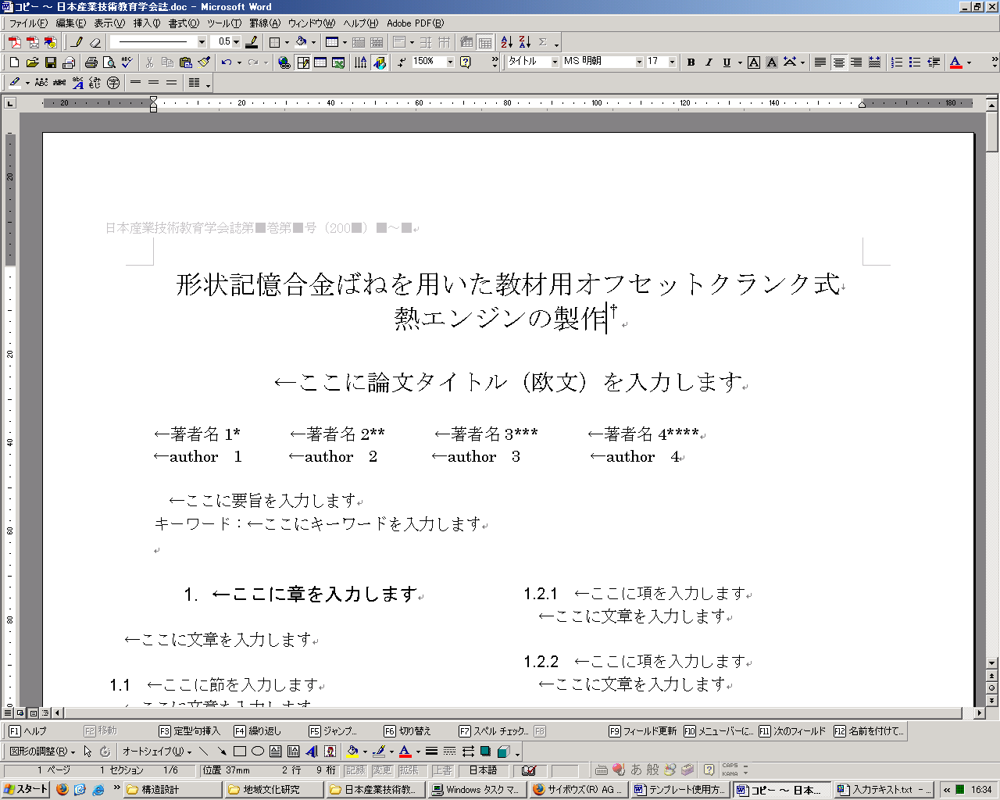 コピー ～ 日本産業技術教育学会誌.doc - Microsoft Word
ファイル(F) 編集(E) 表示(V) 挿入(I) 書式(O) ツール(T) 罫線(A) ウィンドウ(W) ヘルプ(H) Adobe PDF(B)
0.5
150% タイトル MS 明朝 17 B I U A A A
20 20 40 60 80 100 120 140 180
日本産業技術教育学会誌第■巻第■号（200■）■～■
形状記憶合金ばねを用いた教材用オフセットクランク式
熱エンジンの製作†
←ここに論文タイトル（欧文）を入力します
←著者名 1* ←著者名 2** ←著者名 3*** ←著者名 4****
←author 1 ←author 2 ←author 3 ←author 4
←ここに要旨を入力します
キーワード：←ここにキーワードを入力します
1. ←ここに章を入力します
←ここに文章を入力します
1.1 ←ここに節を入力します
←ここに文章を入力します
1.2.1 ←ここに項を入力します
←ここに文章を入力します
1.2.2 ←ここに項を入力します
←ここに文章を入力します
F1 ヘルプ F2 移動 F3 定型句挿入 F4 繰り返し F5 ジャンプ... F6 切り替え F7 スペル チェック... F8 F9 フィールド更新 F10 メニューバーに... F11 次のフィールド F12 名前を付けて...
図形の調整(R) オートシェイプ(U)
1 ページ 1 セクション 1/6 位置 37mm 2 行 9 桁 記録 変更 拡張 上書 日本語 あ 般 CAPS KANA
スタート 構造設計 地域文化研究 日本産業技術教... Windows タスク マ... サイボウズ(R) AG ... テンプレート使用方... コピー ～ 日本... 入力テキスト.txt - ... 16:34